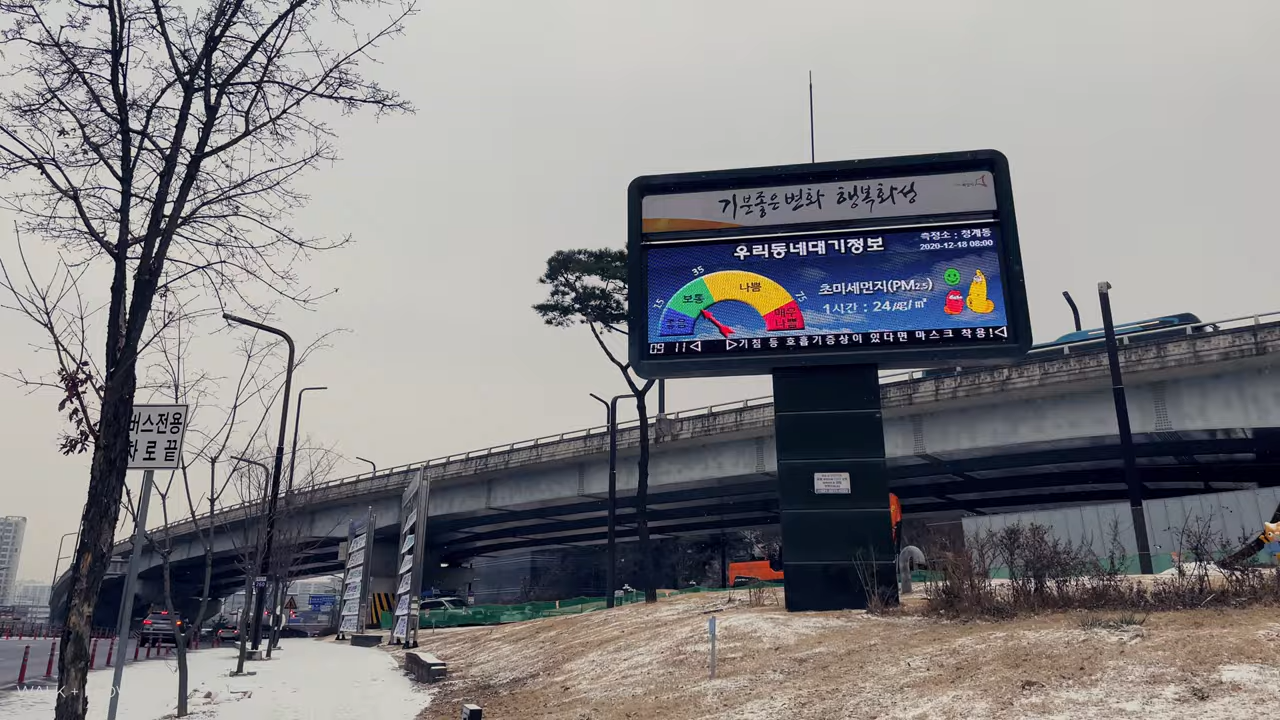 기분좋은변화 행복화성
우리동네대기정보
측정소 : 청계동
2020-12-18 08:00
15
35
75
좋음
보통
나쁨
매우
나쁨
초미세먼지(PM2.5)
1시간 : 24㎍/㎥
09 11◁ ▷기침 등 호흡기증상이 있다면 마스크 착용!◁
버스전용
차로끝
WALK +